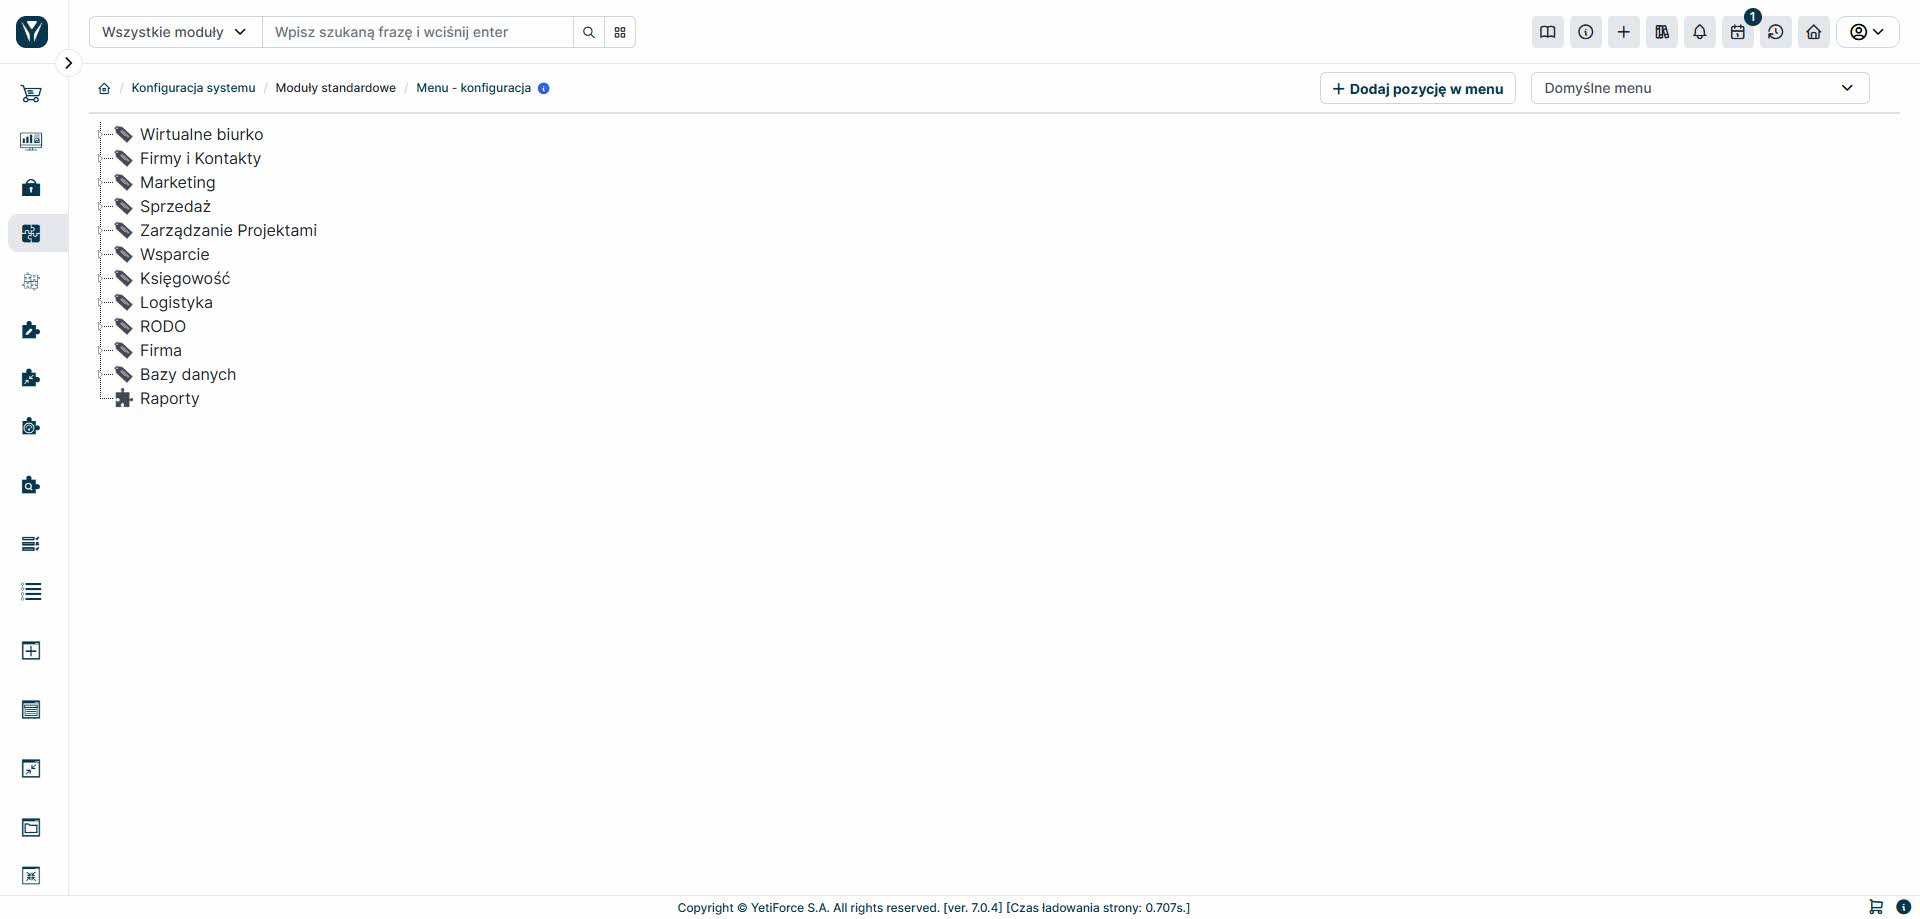 Wszystkie moduły
Wpisz szukaną frazę i wciśnij enter
1
/ Konfiguracja systemu / Moduły standardowe / Menu - konfiguracja
+ Dodaj pozycję w menu
Domyślne menu
Wirtualne biurko
Firmy i Kontakty
Marketing
Sprzedaż
Zarządzanie Projektami
Wsparcie
Księgowość
Logistyka
RODO
Firma
Bazy danych
Raporty
Copyright © YetiForce S.A. All rights reserved. [ver. 7.0.4] [Czas ładowania strony: 0.707s.]